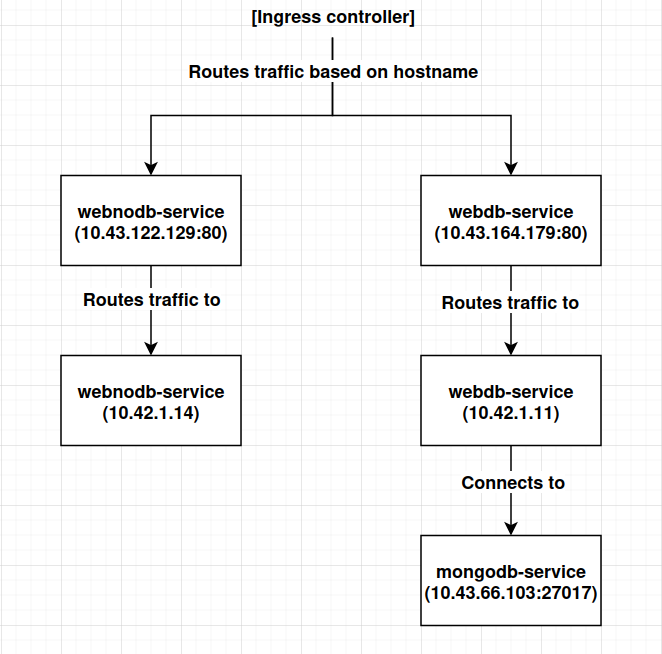 [Ingress controller]
Routes traffic based on hostname
webnodb-service
(10.43.122.129:80)
webdb-service
(10.43.164.179:80)
Routes traffic to
Routes traffic to
webnodb-service
(10.42.1.14)
webdb-service
(10.42.1.11)
Connects to
mongodb-service
(10.43.66.103:27017)